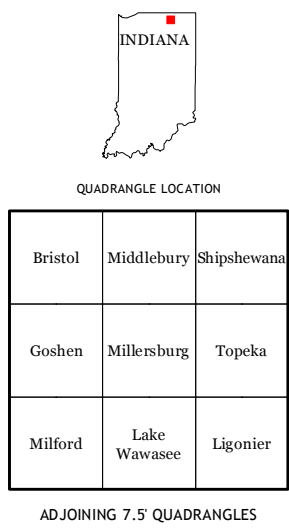 INDIANA
QUADRANGLE LOCATION
Bristol Middlebury Shipshewana
Goshen Millersburg Topeka
Milford Lake Wawasee Ligonier
ADJOINING 7.5' QUADRANGLES